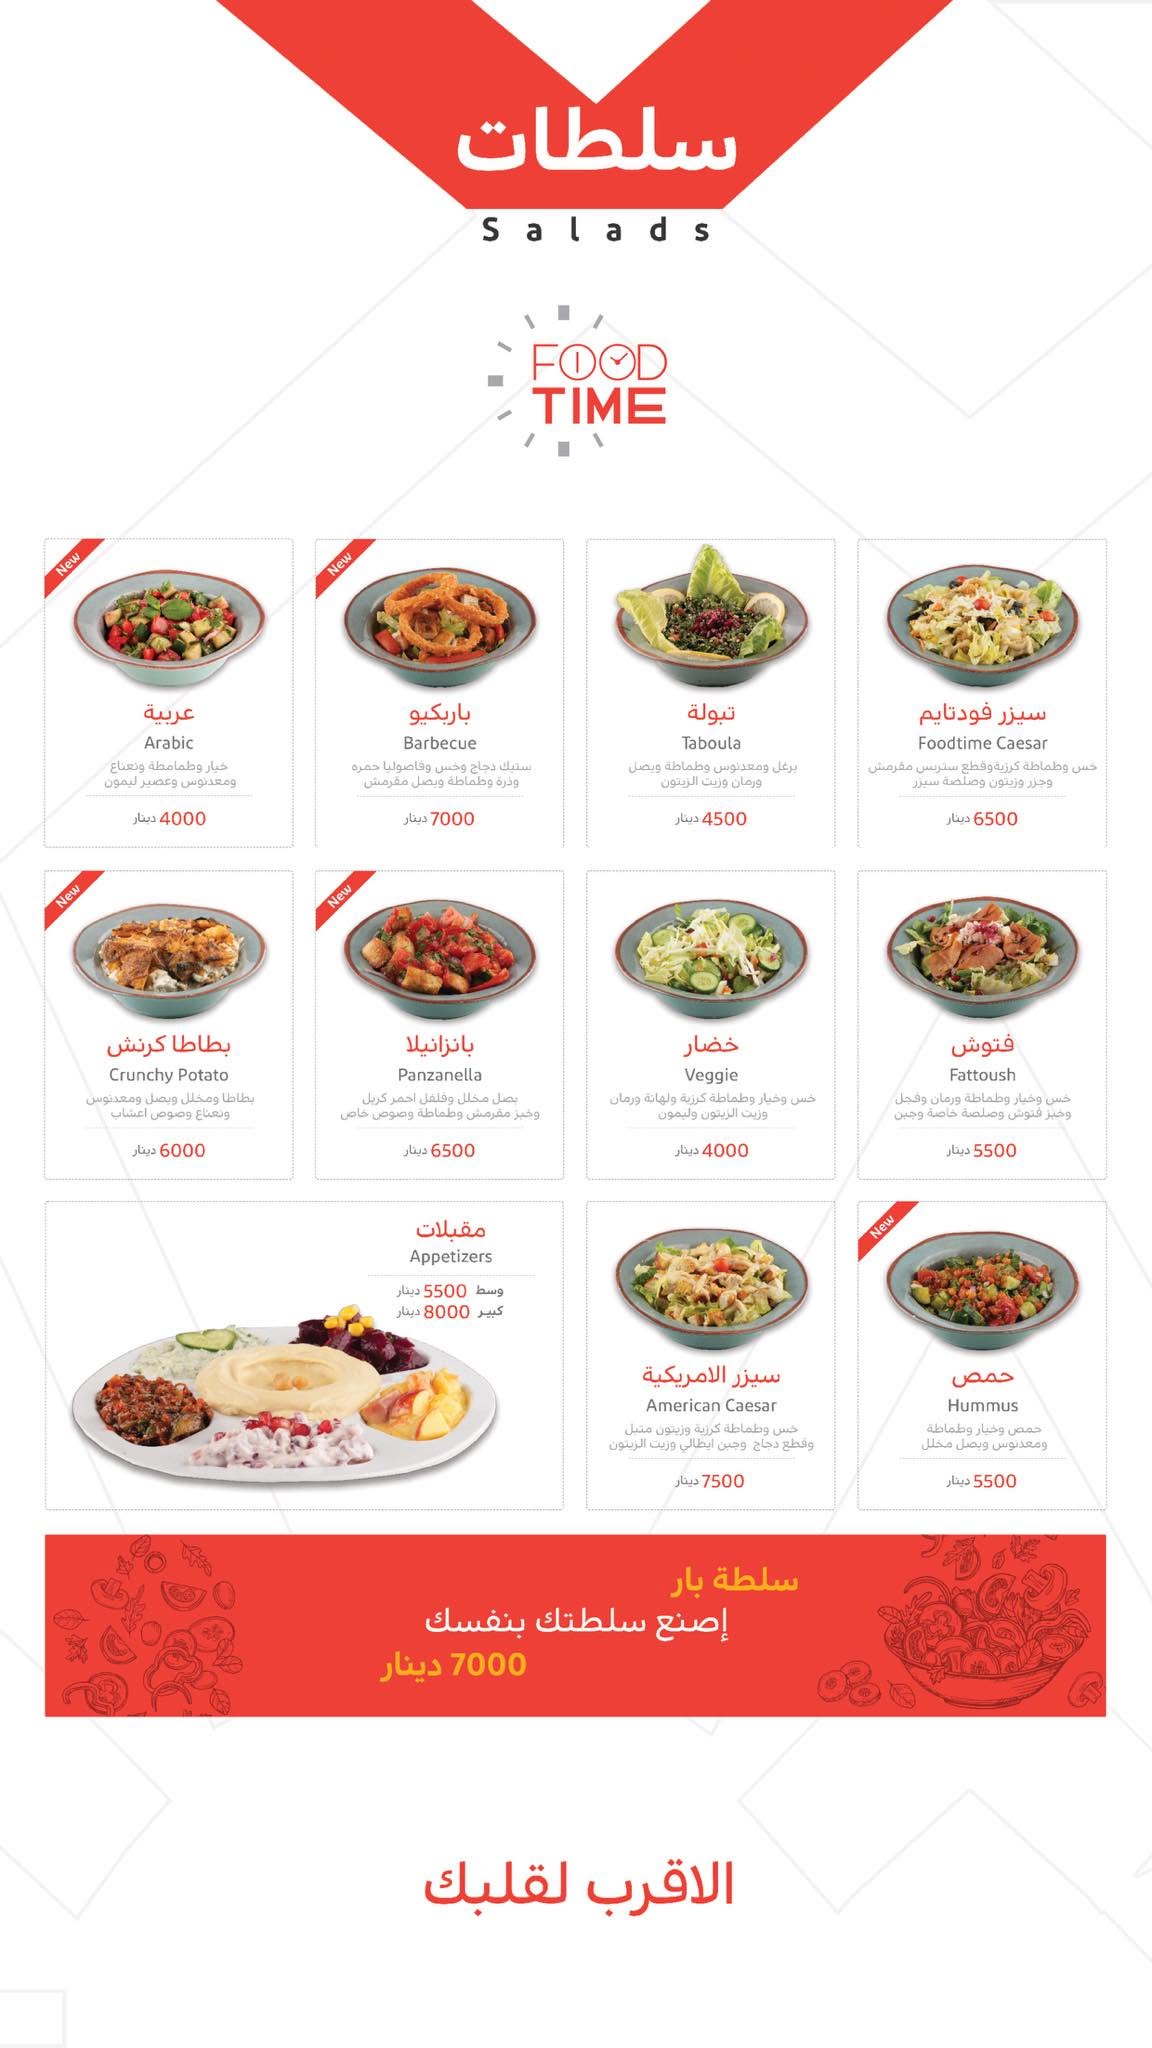 سلطات
Salads
FOOD
TIME
سيزر فودتايم
Foodtime Caesar
خس وطماطة كرزيةوقطع ستربس مقرمش
وجزر وزيتون وصلصة سيزر
6500 دينار
تبولة
Taboula
برغل ومعدنوس وطماطة وبصل
ورمان وزيت الزيتون
4500 دينار
New
باربكيو
Barbecue
ستيك دجاج وخس وفاصوليا حمره
وذرة وطماطة وبصل مقرمش
7000 دينار
New
عربية
Arabic
خيار وطمامطة ونعناع
ومعدنوس وعصير ليمون
4000 دينار
فتوش
Fattoush
خس وخيار وطماطة ورمان وفجل
وخبز فتوش وصلصة خاصة وجبن
5500 دينار
خضار
Veggie
خس وخيار وطماطة كرزية ولهانة ورمان
وزيت الزيتون وليمون
4000 دينار
New
بانزانيلا
Panzanella
بصل مخلل وفلفل احمر كريل
وخبز مقرمش وطماطة وصوص خاص
6500 دينار
New
بطاطا كرنش
Crunchy Potato
بطاطا ومخلل وبصل ومعدنوس
ونعناع وصوص اعشاب
6000 دينار
New
حمص
Hummus
حمص وخيار وطماطة
ومعدنوس وبصل مخلل
5500 دينار
سيزر الامريكية
American Caesar
خس وطماطة كرزية وزيتون متبل
وقطع دجاج وجبن ايطالي وزيت الزيتون
7500 دينار
مقبلات
Appetizers
وسط 5500 دينار
كبير 8000 دينار
سلطة بار
إصنع سلطتك بنفسك
7000 دينار
الاقرب لقلبك